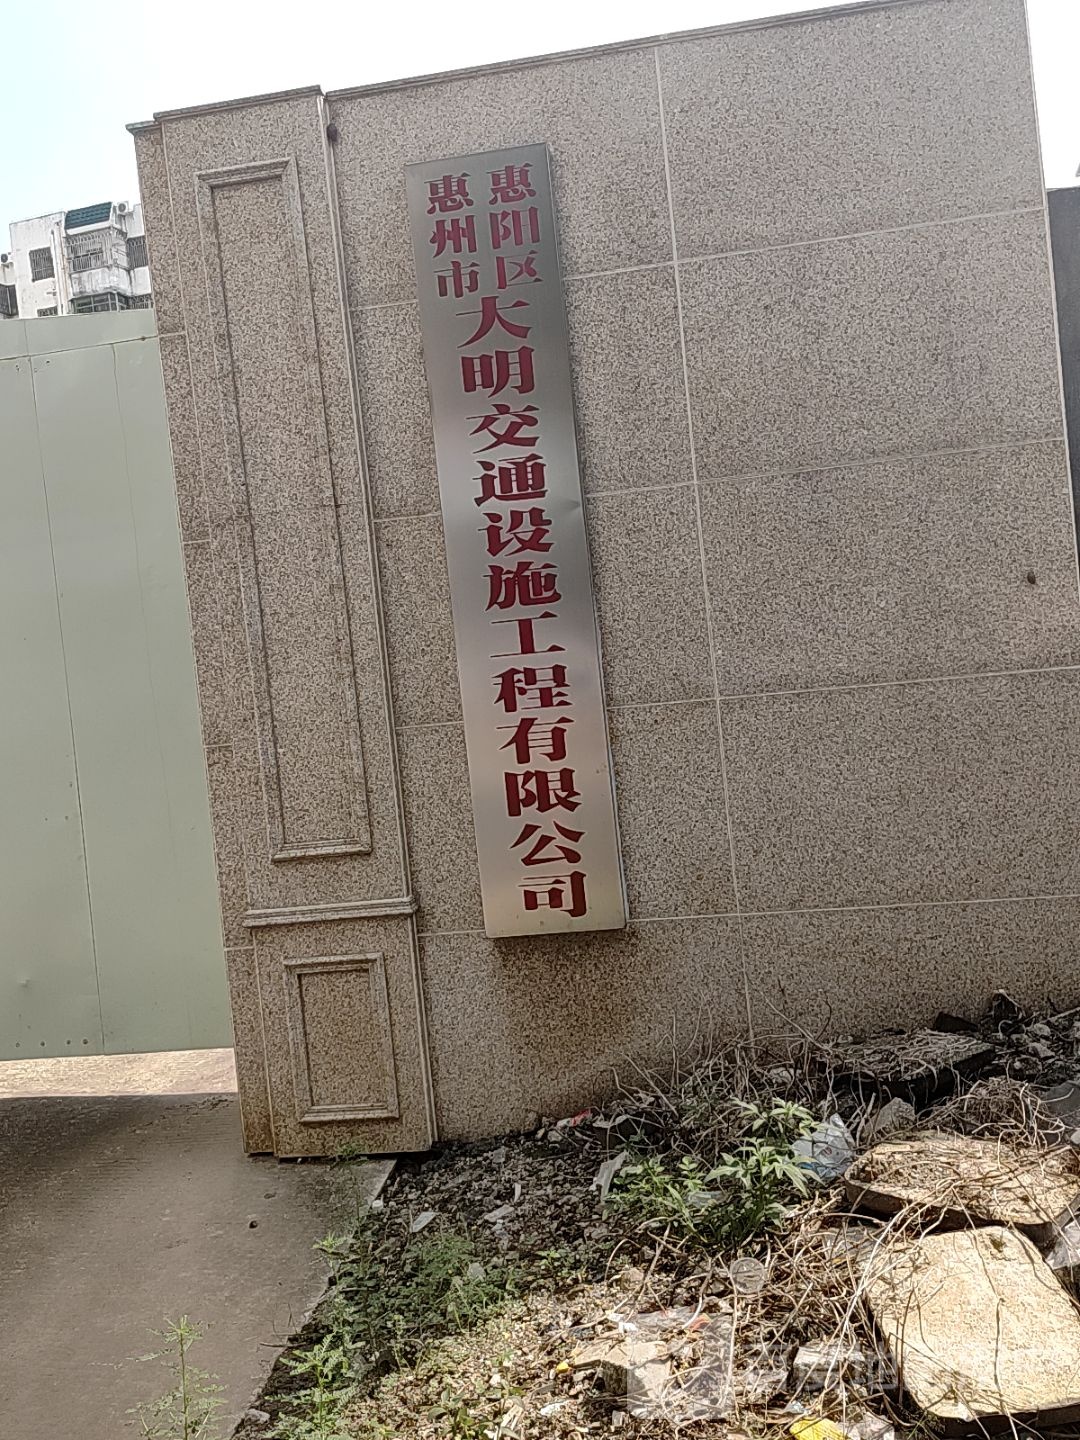 惠州市
惠阳区
大明交通设施工程有限公司